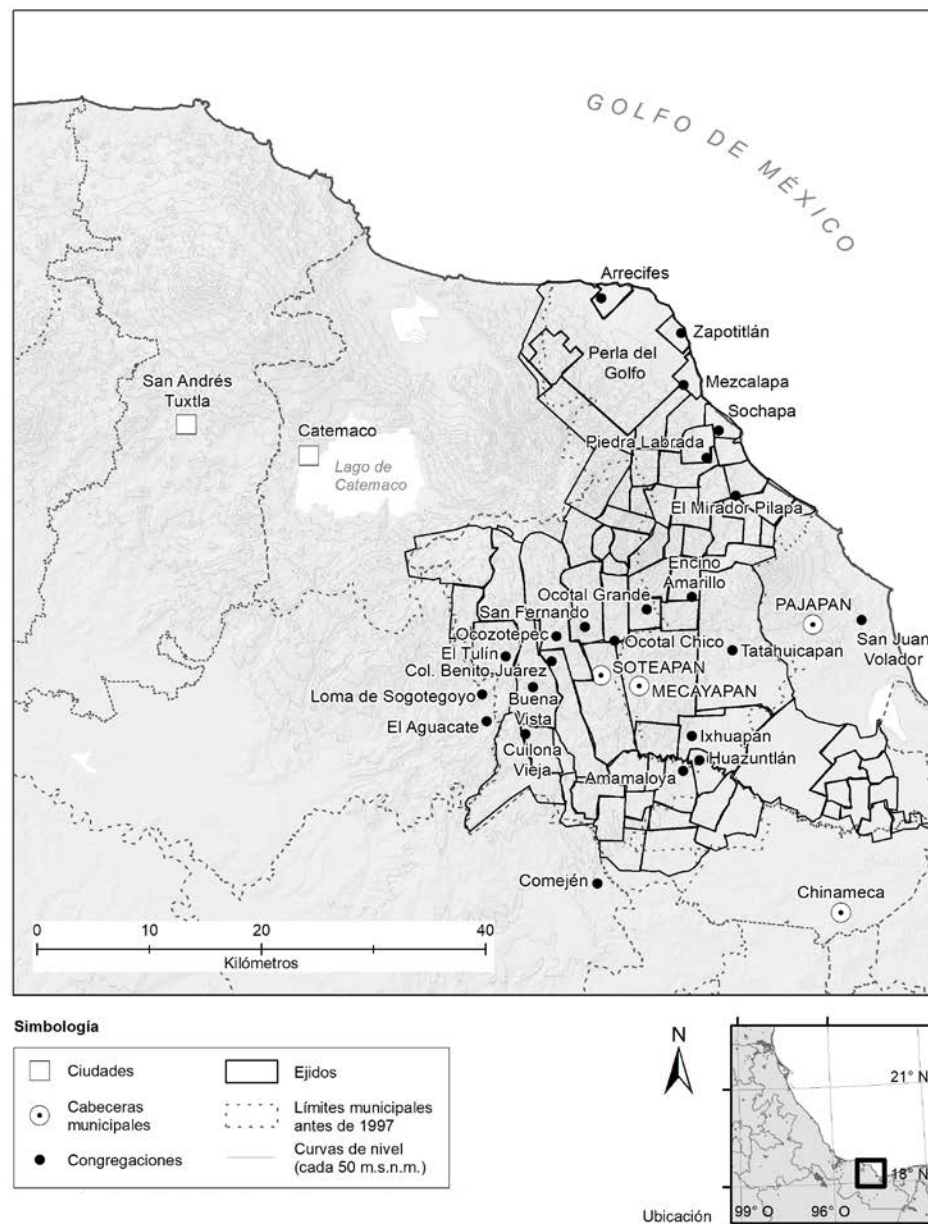 GOLFO DE MÉXICO
Arrecifes
Zapotitlán
Perla del
Golfo
Mezcalapa
San Andrés
Tuxtla
Sochapa
Catemaco
Piedra Labrada
Lago de
Catemaco
El Mirador Pilapa
Encino
Amarillo
Ocotal Grande
PAJAPAN
San Fernando
Ocozotepec
Ocotal Chico
San Juan
Volador
Tatahuicapan
El Tulín
SOTEAPAN
Col. Benito Juárez
MECAYAPAN
Loma de Sogotegoyo
Buena
Vista
El Aguacate
Ixhuapan
Cuilona
Vieja
Huazuntlán
Amamaloya
Comején
Chinameca
0 10 20 40
Kilómetros
Simbología
Ciudades
Ejidos
Cabeceras
municipales
Límites municipales
antes de 1997
Congregaciones
Curvas de nivel
(cada 50 m.s.n.m.)
N
21° N
18° N
99° O 96° O
Ubicación